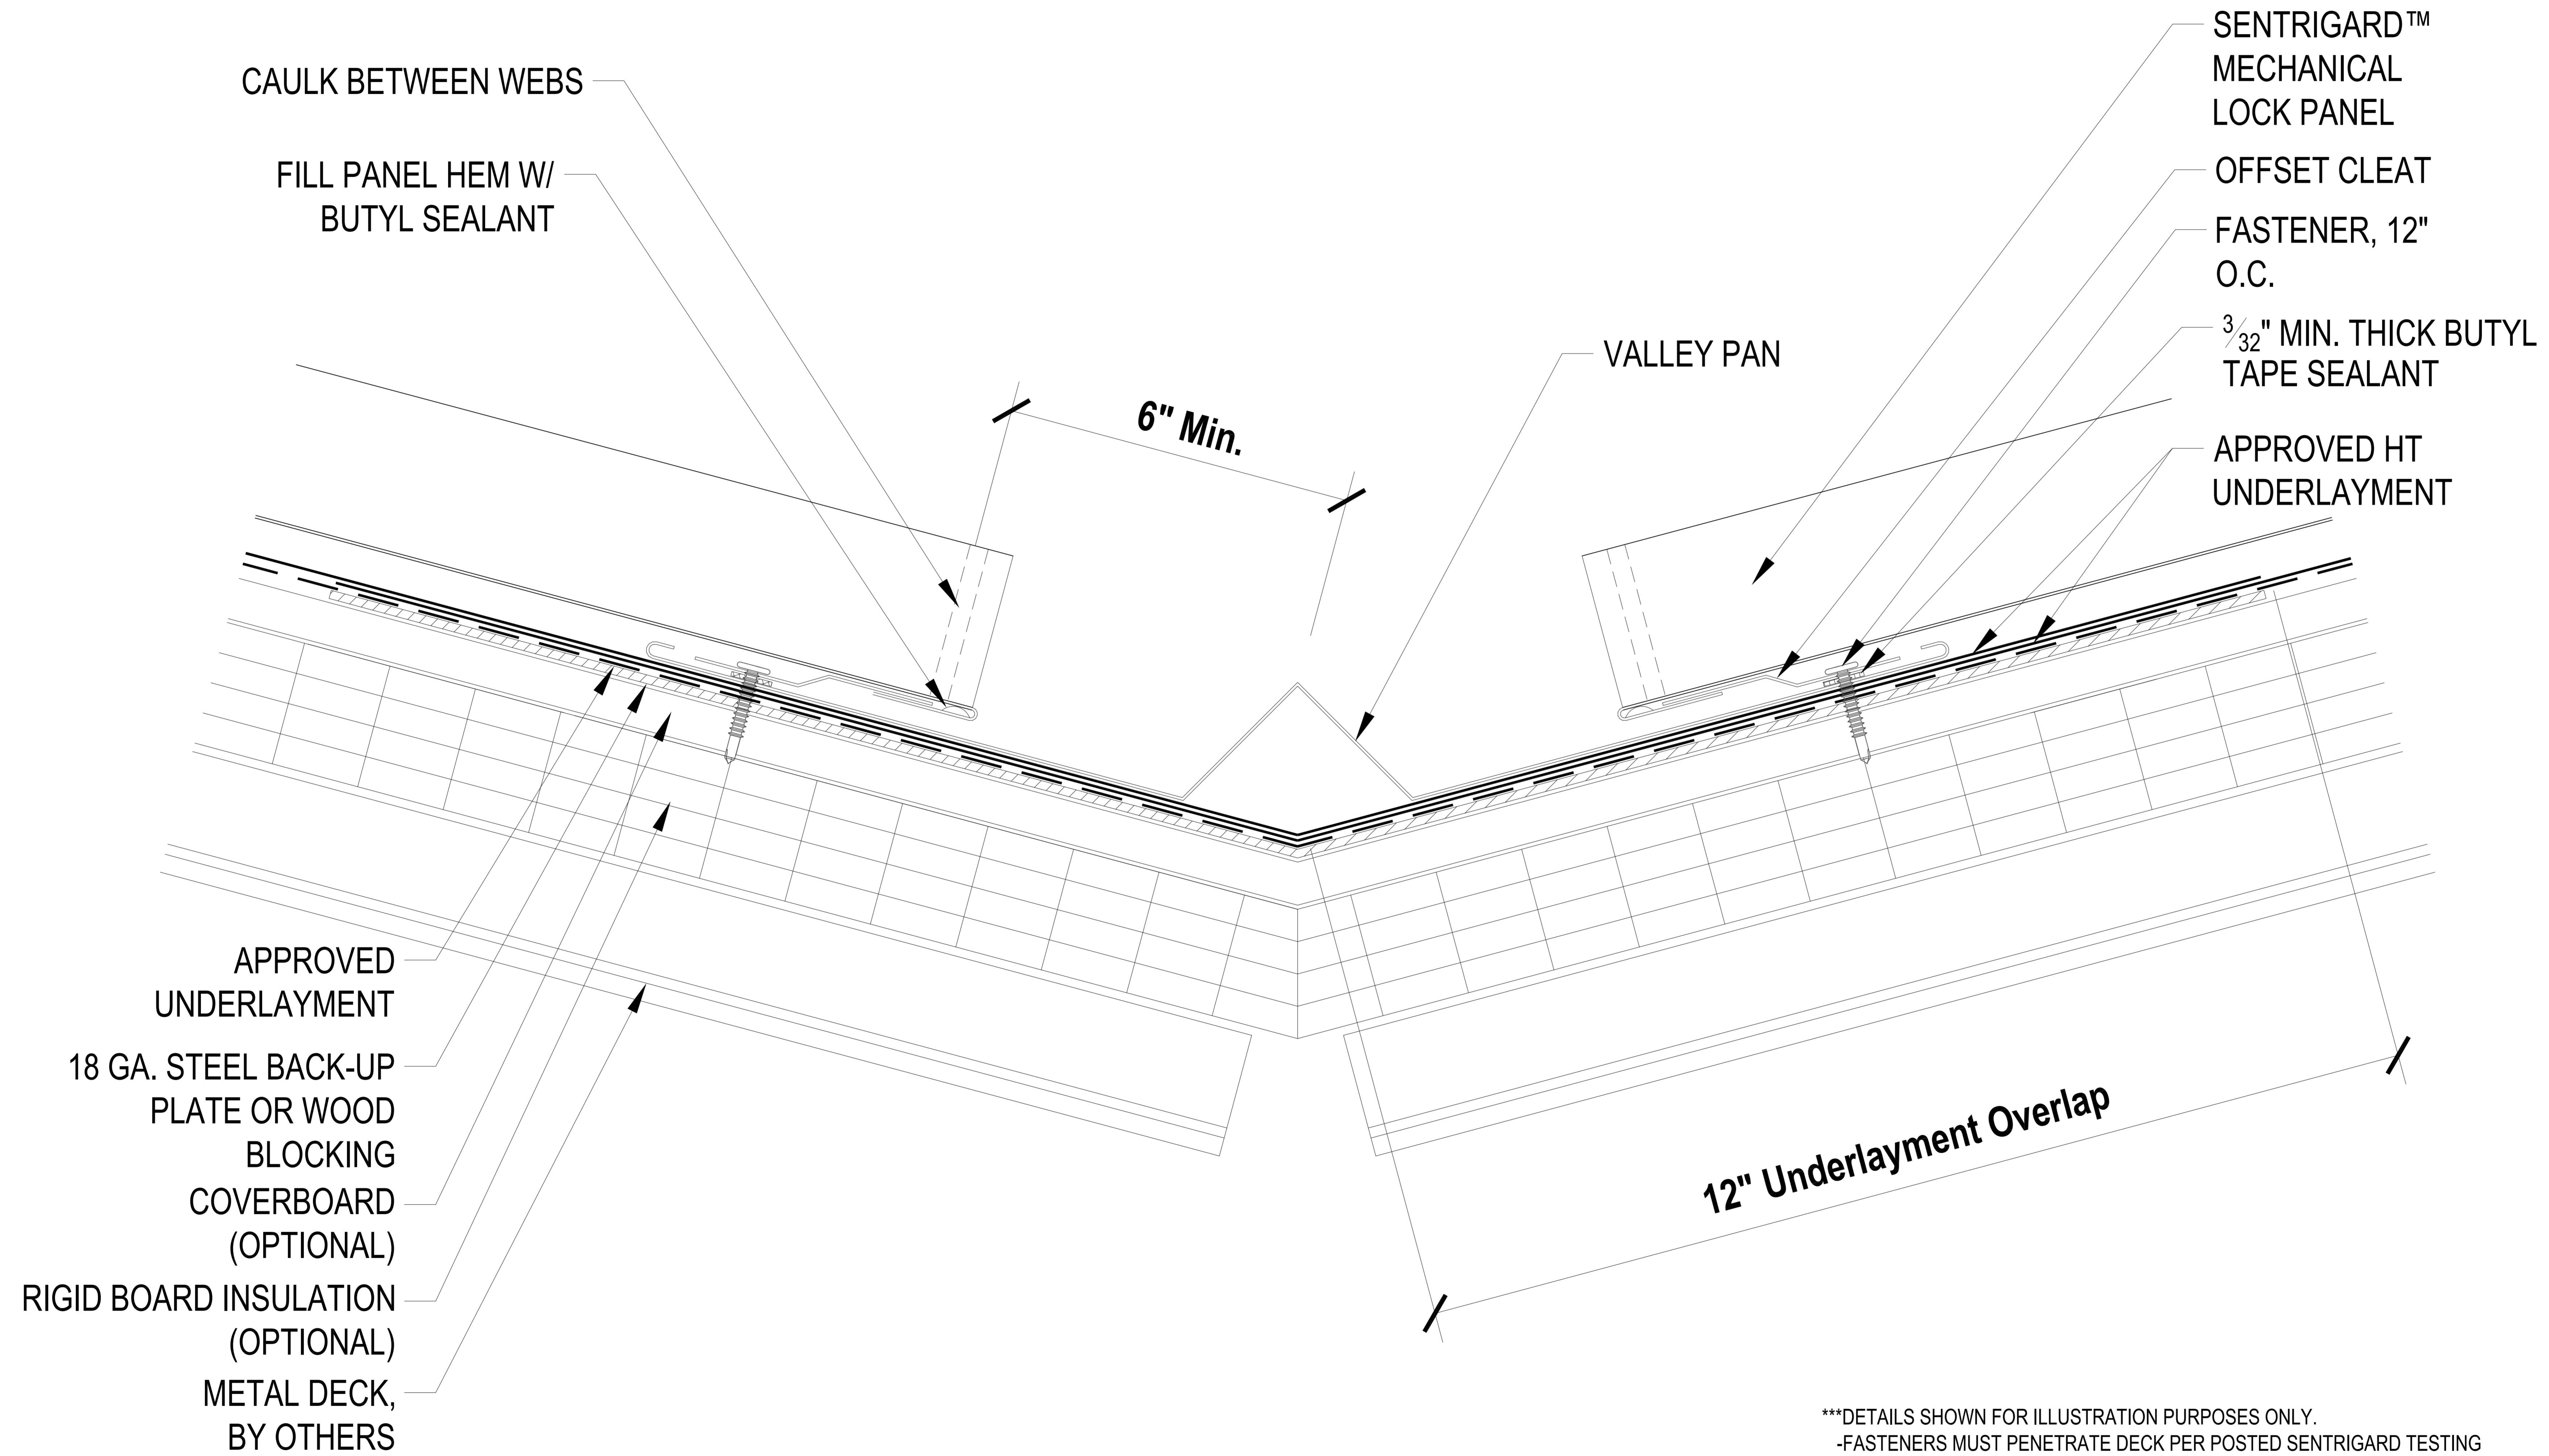 CAULK BETWEEN WEBS
FILL PANEL HEM W/
BUTYL SEALANT
6" Min.
VALLEY PAN
SENTRIGARD™
MECHANICAL
LOCK PANEL
OFFSET CLEAT
FASTENER, 12"
O.C.
3/32" MIN. THICK BUTYL
TAPE SEALANT
APPROVED HT
UNDERLAYMENT
APPROVED
UNDERLAYMENT
18 GA. STEEL BACK-UP
PLATE OR WOOD
BLOCKING
COVERBOARD
(OPTIONAL)
RIGID BOARD INSULATION
(OPTIONAL)
METAL DECK,
BY OTHERS
12" Underlayment Overlap
***DETAILS SHOWN FOR ILLUSTRATION PURPOSES ONLY.
-FASTENERS MUST PENETRATE DECK PER POSTED SENTRIGARD TESTING